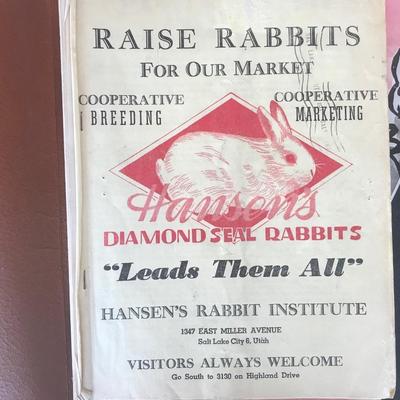 RAISE RABBITS
FOR OUR MARKET
COOPERATIVE
BREEDING
COOPERATIVE
MARKETING
Hansen's
DIAMOND SEAL RABBITS
"Leads Them All"
HANSEN'S RABBIT INSTITUTE
1347 EAST MILLER AVENUE
Salt Lake City 6, Utah
VISITORS ALWAYS WELCOME
Go South to 3130 on Highland Drive